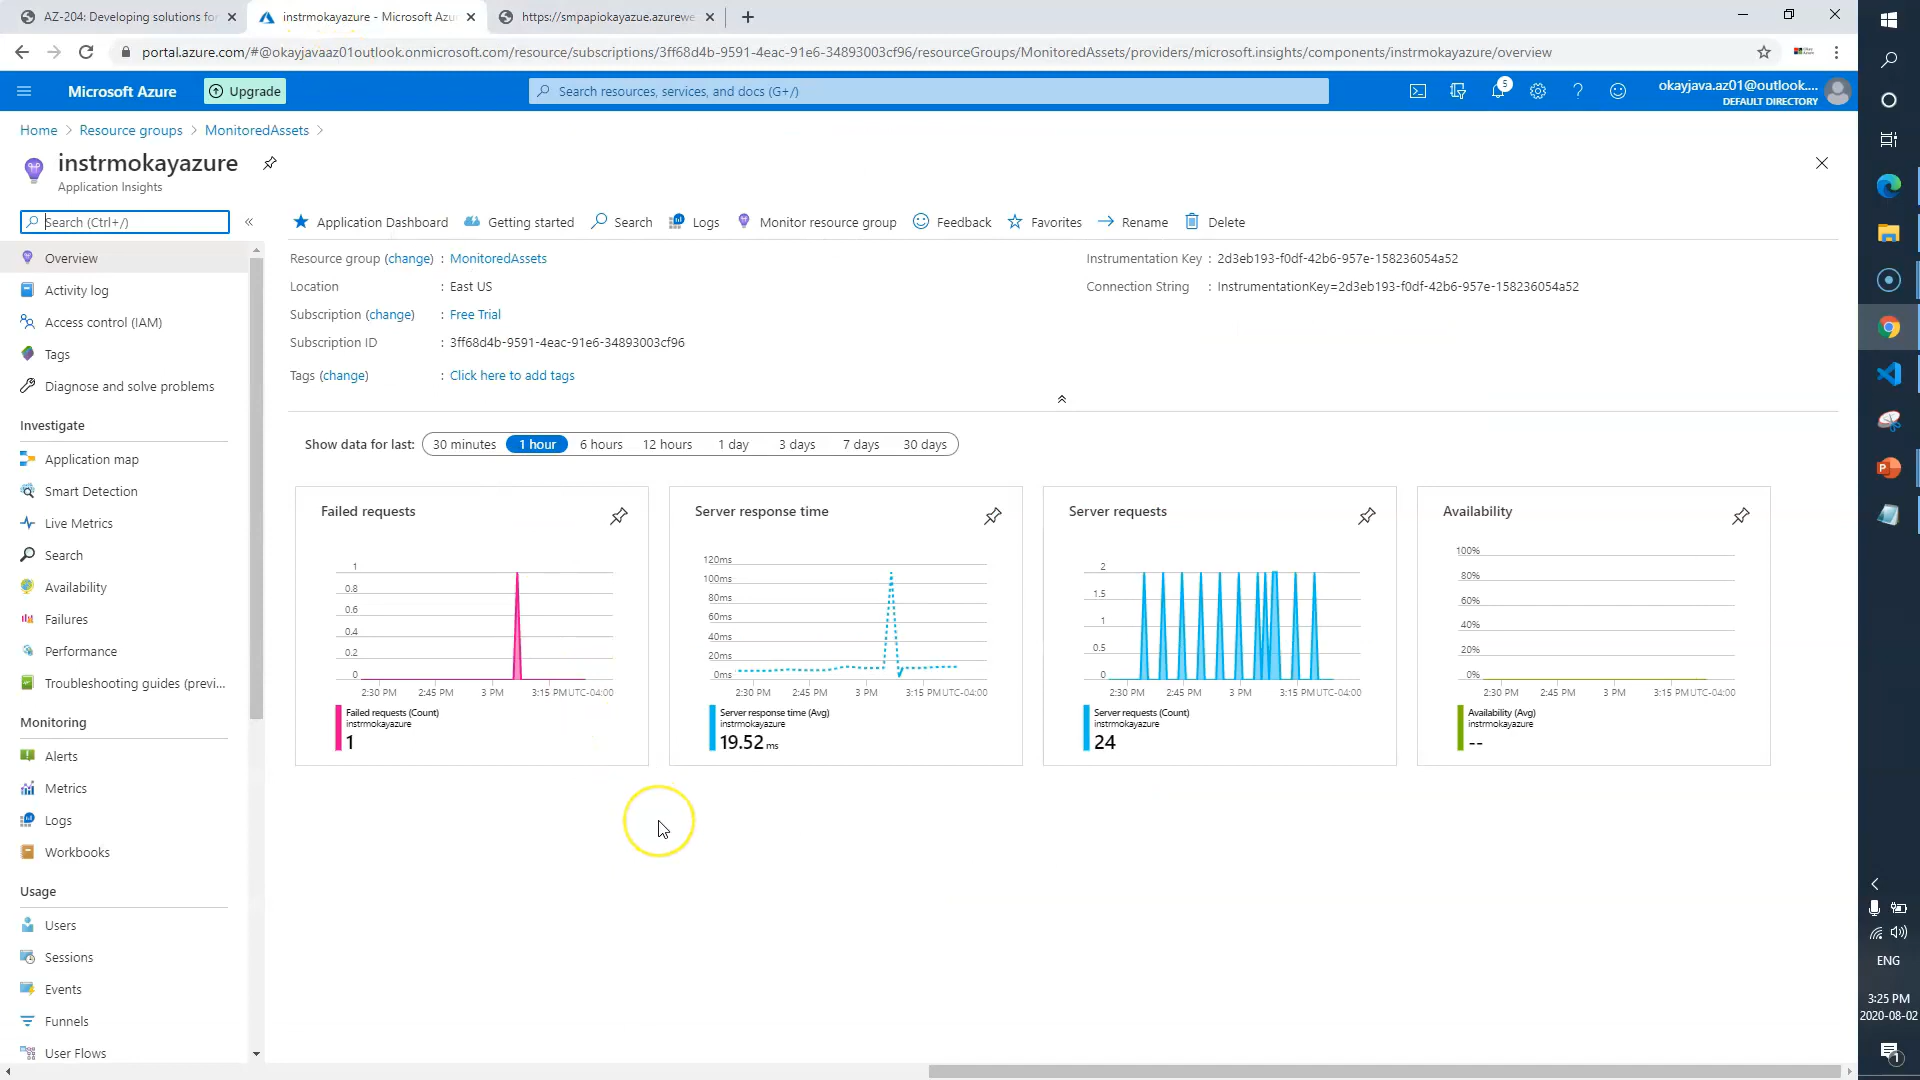 AZ-204: Developing solutions for
instrmokayazure - Microsoft Azu
https://smpapiokayazue.azurewe
portal.azure.com/#@okayjavaaz01outlook.onmicrosoft.com/resource/subscriptions/3ff68d4b-9591-4eac-91e6-34893003cf96/resourceGroups/MonitoredAssets/providers/microsoft.insights/components/instrmokayazure/overview
Microsoft Azure
Upgrade
Search resources, services, and docs (G+/)
5
okayjava.az01@outlook....
DEFAULT DIRECTORY
Home > Resource groups > MonitoredAssets >
instrmokayazure
Application Insights
Search (Ctrl+/)
Overview
Activity log
Access control (IAM)
Tags
Diagnose and solve problems
Investigate
Application map
Smart Detection
Live Metrics
Search
Availability
Failures
Performance
Troubleshooting guides (previ...
Monitoring
Alerts
Metrics
Logs
Workbooks
Usage
Users
Sessions
Events
Funnels
User Flows
Application Dashboard Getting started Search Logs Monitor resource group Feedback Favorites Rename Delete
Resource group (change) : MonitoredAssets
Location : East US
Subscription (change) : Free Trial
Subscription ID : 3ff68d4b-9591-4eac-91e6-34893003cf96
Tags (change) : Click here to add tags
Instrumentation Key : 2d3eb193-f0df-42b6-957e-158236054a52
Connection String : InstrumentationKey=2d3eb193-f0df-42b6-957e-158236054a52
Show data for last: 30 minutes 1 hour 6 hours 12 hours 1 day 3 days 7 days 30 days
Failed requests
1
0.8
0.6
0.4
0.2
0
2:30 PM 2:45 PM 3 PM 3:15 PM UTC-04:00
Failed requests (Count)
instrmokayazure
1
Server response time
120ms
100ms
80ms
60ms
40ms
20ms
0ms
2:30 PM 2:45 PM 3 PM 3:15 PM UTC-04:00
Server response time (Avg)
instrmokayazure
19.52 ms
Server requests
2
1.5
1
0.5
0
2:30 PM 2:45 PM 3 PM 3:15 PM UTC-04:00
Server requests (Count)
instrmokayazure
24
Availability
100%
80%
60%
40%
20%
0%
2:30 PM 2:45 PM 3 PM 3:15 PM UTC-04:00
Availability (Avg)
instrmokayazure
--
ENG
3:25 PM
2020-08-02
1